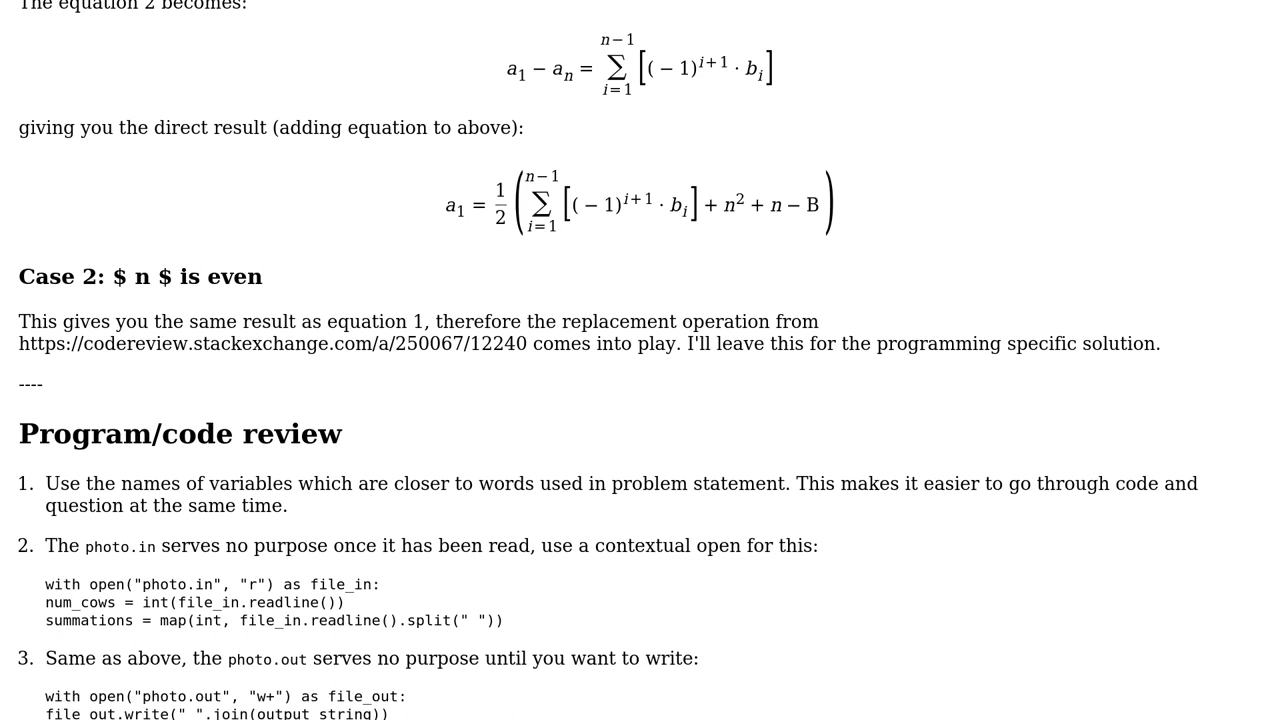 The equation 2 becomes:
a₁ − aₙ = ∑_{i=1}^{n−1} [(−1)^{i+1} · b_i]
giving you the direct result (adding equation to above):
a₁ = 1/2 (∑_{i=1}^{n−1} [(−1)^{i+1} · b_i] + n² + n − B)
Case 2: $ n $ is even
This gives you the same result as equation 1, therefore the replacement operation from
https://codereview.stackexchange.com/a/250067/12240 comes into play. I'll leave this for the programming specific solution.
----
Program/code review
1. Use the names of variables which are closer to words used in problem statement. This makes it easier to go through code and
question at the same time.
2. The photo.in serves no purpose once it has been read, use a contextual open for this:
with open("photo.in", "r") as file_in:
num_cows = int(file_in.readline())
summations = map(int, file_in.readline().split(" "))
3. Same as above, the photo.out serves no purpose until you want to write:
with open("photo.out", "w+") as file_out:
file_out.write(" ".join(output_string))